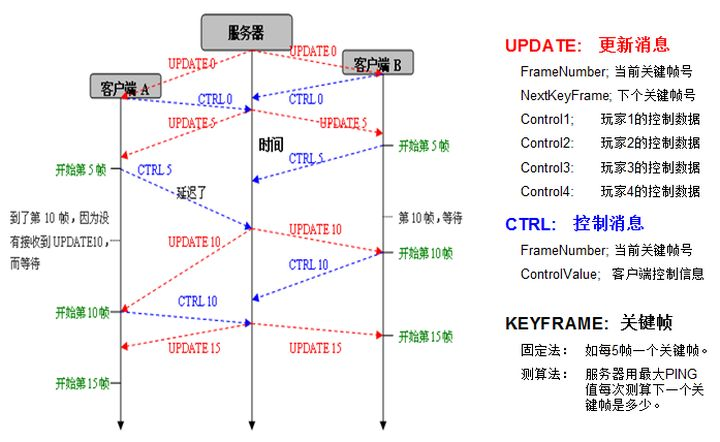 服务器
UPDATE 0
UPDATE 0
客户端 A
客户端 B
CTRL 0
CTRL 0
UPDATE 5
UPDATE 5
时间
开始第 5 帧
CTRL 5
CTRL 5
开始第 5 帧
延迟了
到了第 10 帧，因为没
有接收到 UPDATE10，
而等待
第 10 帧，等待
UPDATE 10
UPDATE 10
开始第10 帧
CTRL 10
CTRL 10
开始第10 帧
开始第15 帧
UPDATE 15
UPDATE 15
开始第15 帧
UPDATE: 更新消息
FrameNumber; 当前关键帧号
NextKeyFrame; 下个关键帧号
Control1; 玩家1的控制数据
Control2: 玩家2的控制数据
Control3: 玩家3的控制数据
Control4: 玩家4的控制数据
CTRL: 控制消息
FrameNumber; 当前关键帧号
ControlValue; 客户端控制信息
KEYFRAME: 关键帧
固定法： 如每5帧一个关键帧。
测算法： 服务器用最大PING
值每次测算下一个关
键帧是多少。